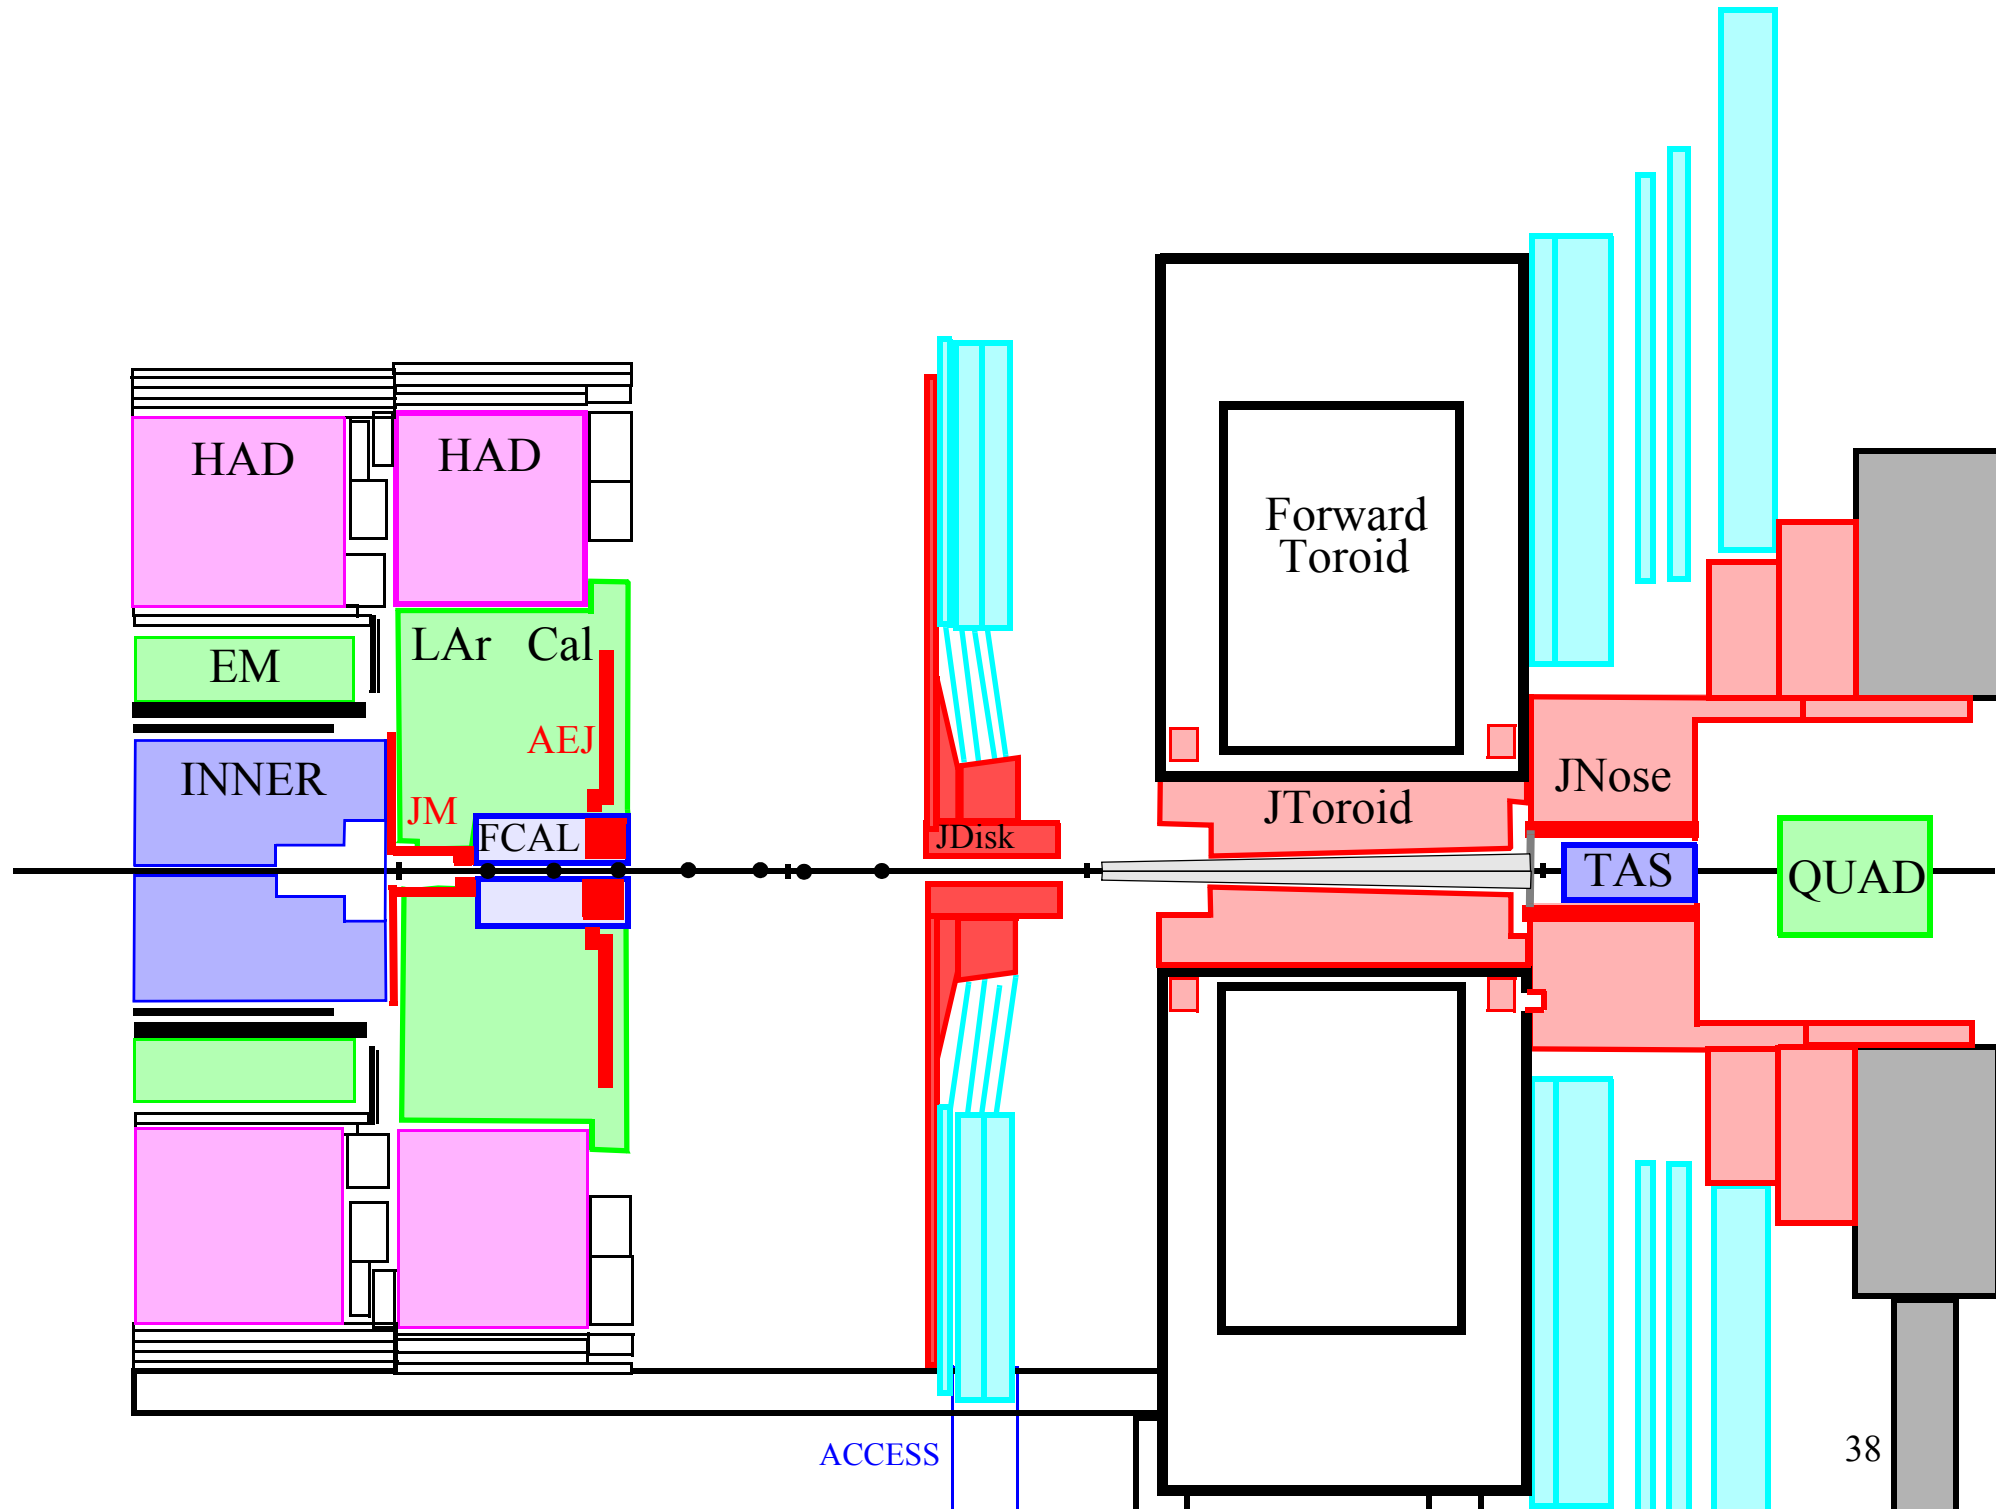 HAD
HAD
Forward
Toroid
LAr Cal
EM
AEJ
INNER
JNose
JM
JToroid
FCAL
JDisk
TAS
QUAD
ACCESS
38